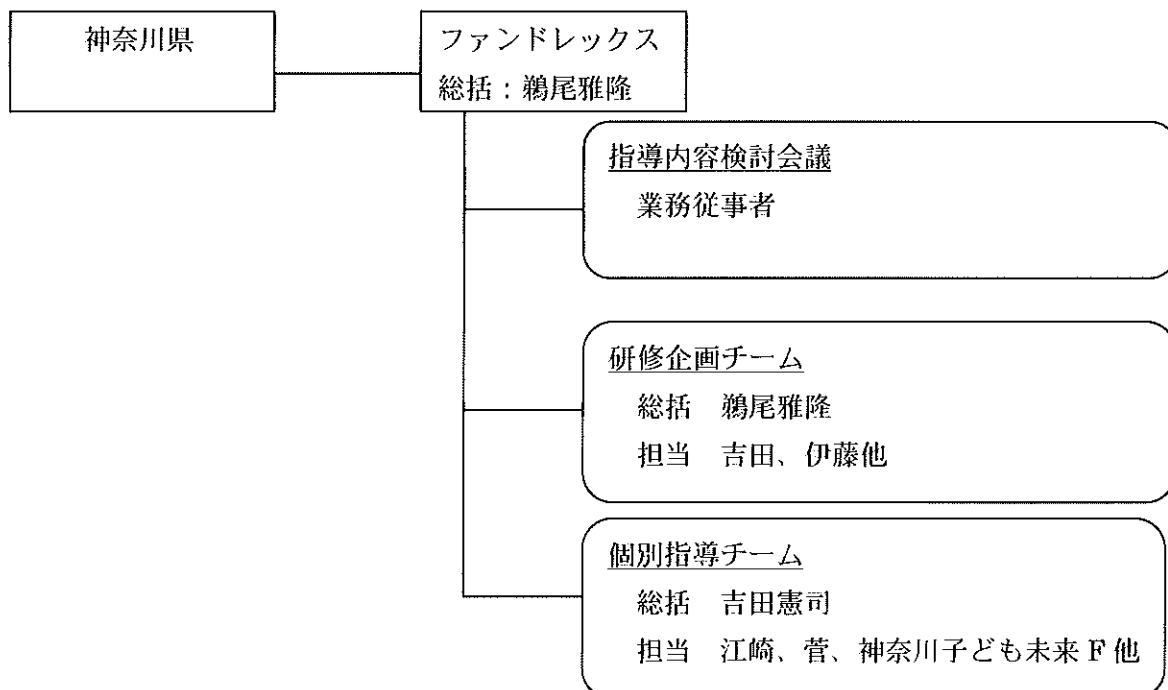 神奈川県
ファンドレックス
総括：鵜尾雅隆
指導内容検討会議
業務従事者
研修企画チーム
総括　鵜尾雅隆
担当　吉田、伊藤他
個別指導チーム
総括　吉田憲司
担当　江崎、菅、神奈川子ども未来 F 他